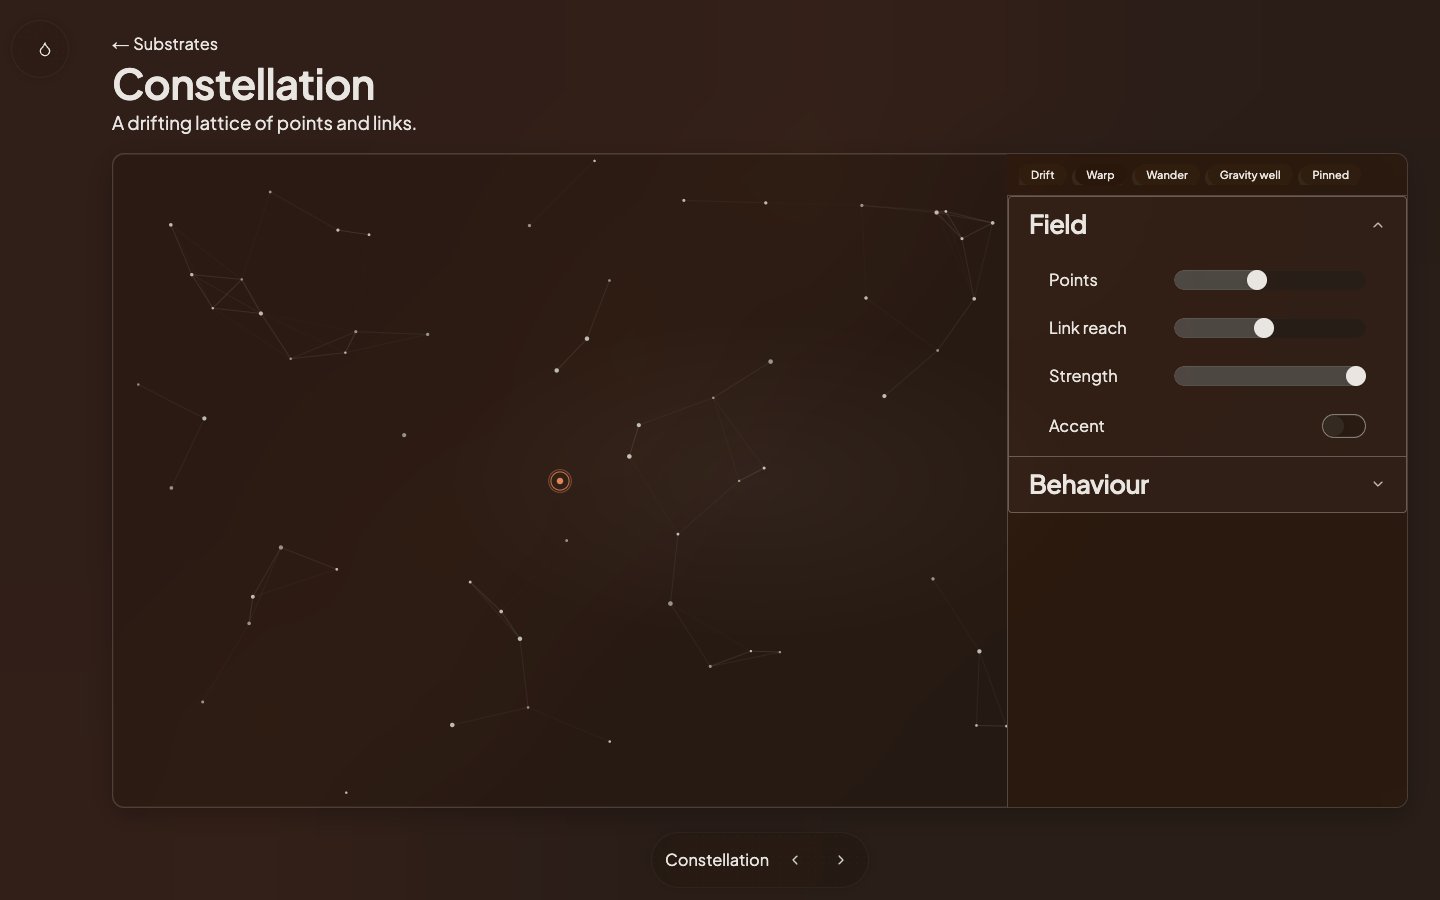 ← Substrates
Constellation
A drifting lattice of points and links.
Drift Warp Wander Gravity well Pinned
Field
Points
Link reach
Strength
Accent
Behaviour
Constellation